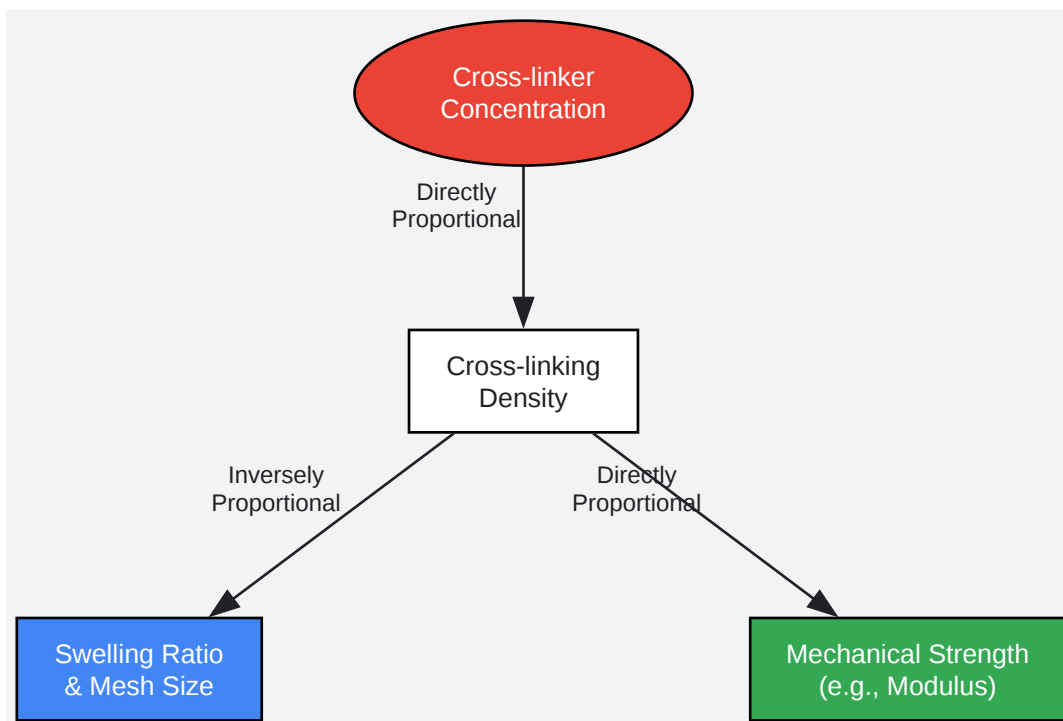 Cross-linker
Concentration
Directly
Proportional
Cross-linking
Density
Inversely
Proportional
Directly
Proportional
Swelling Ratio
& Mesh Size
Mechanical Strength
(e.g., Modulus)